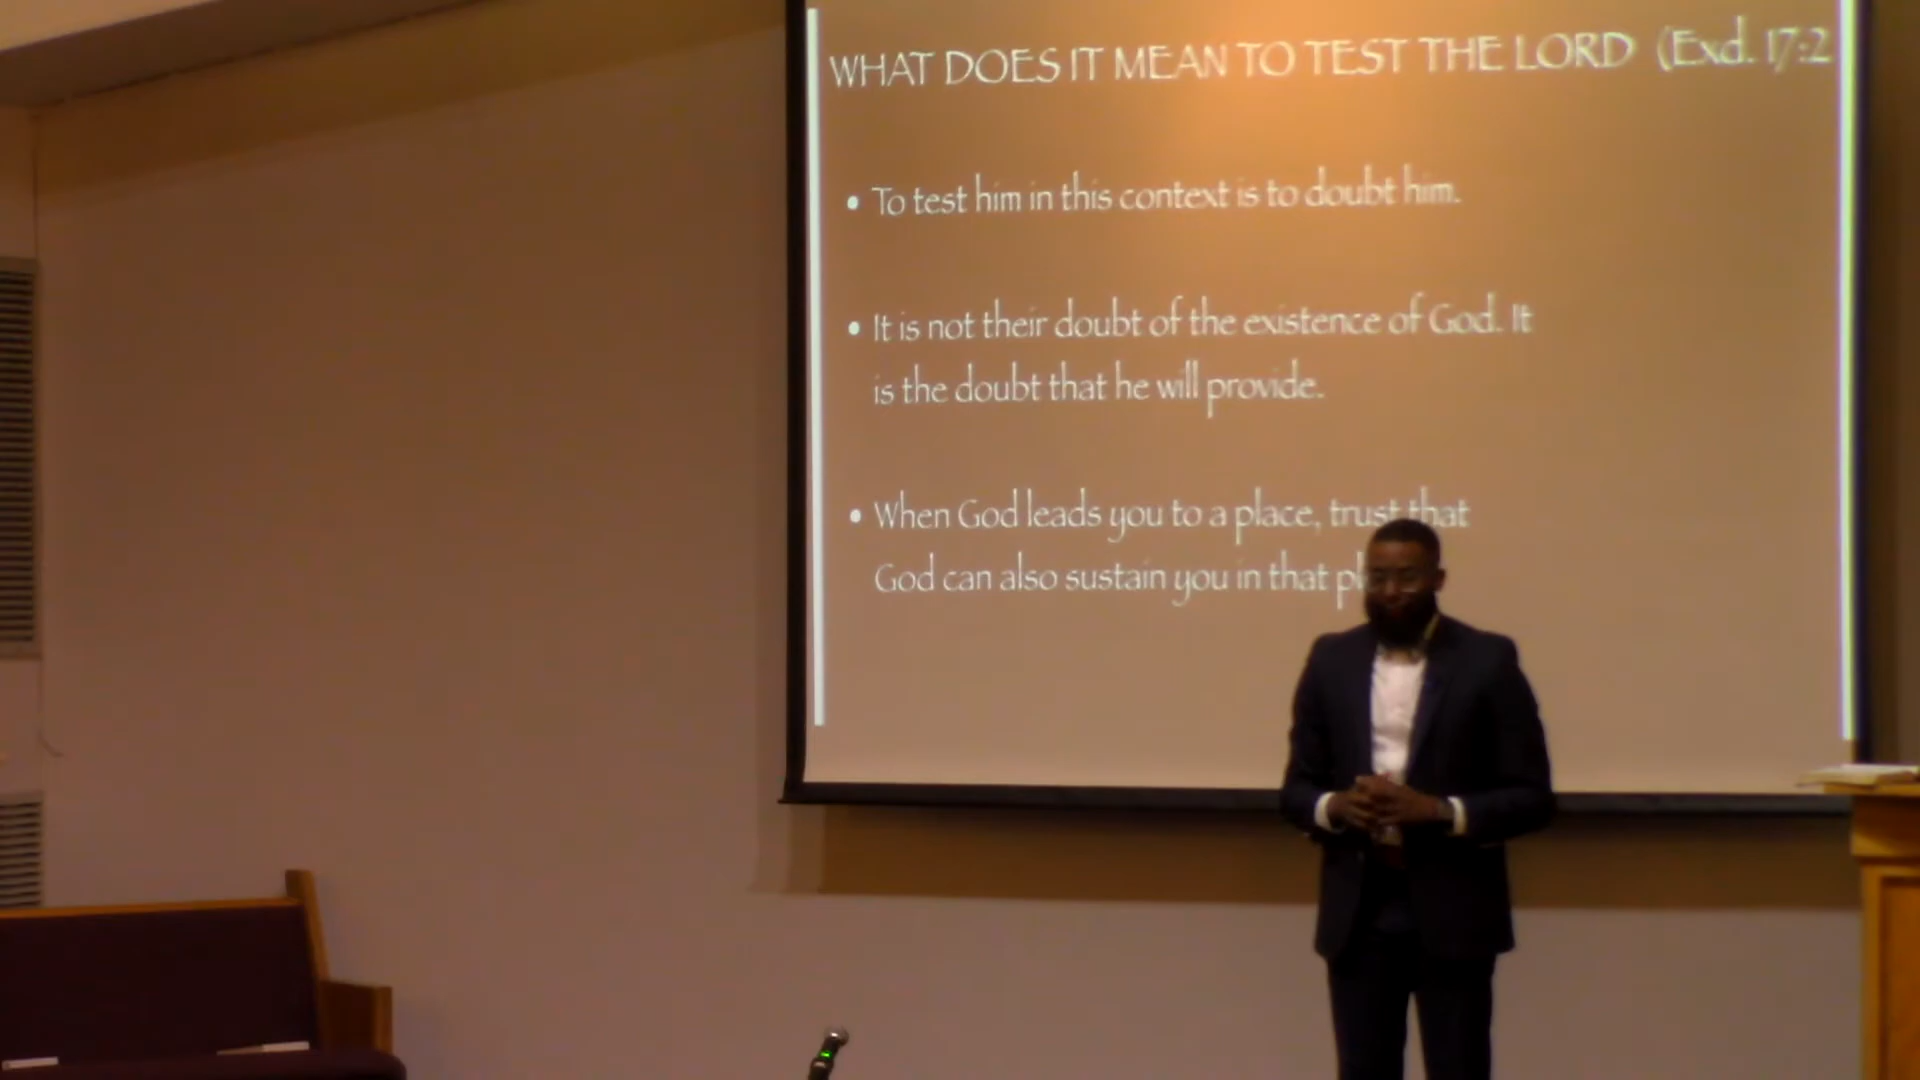 WHAT DOES IT MEAN TO TEST THE LORD (Exd. 17:2
• To test him in this context is to doubt him.
• It is not their doubt of the existence of God. It
is the doubt that he will provide.
• When God leads you to a place, trust that
God can also sustain you in that